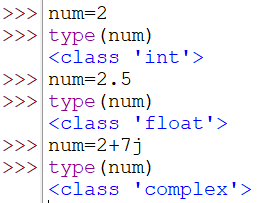 >>> num=2
>>> type(num)
<class 'int'>
>>> num=2.5
>>> type(num)
<class 'float'>
>>> num=2+7j
>>> type(num)
<class 'complex'>